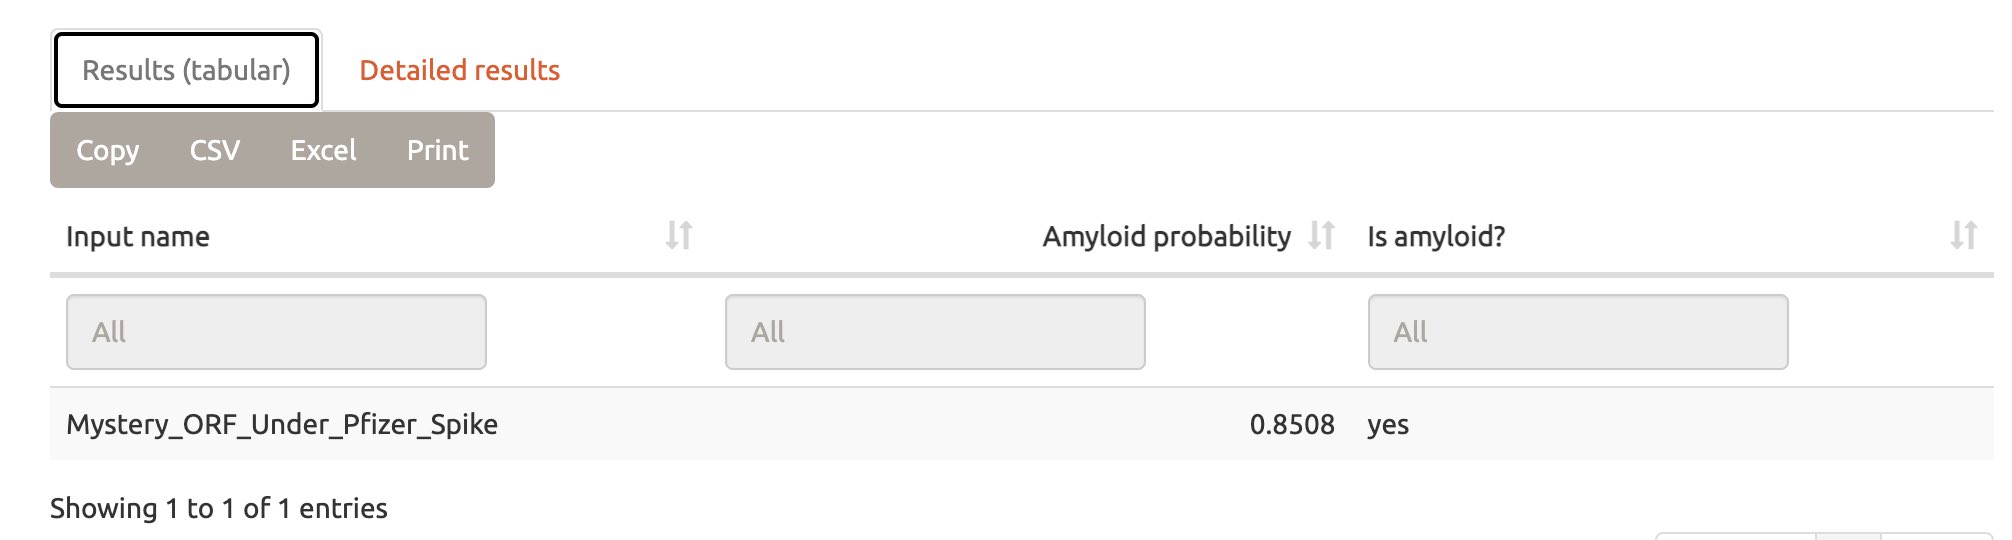 Results (tabular) Detailed results
Copy CSV Excel Print
Input name Amyloid probability Is amyloid?
All All All
Mystery_ORF_Under_Pfizer_Spike 0.8508 yes
Showing 1 to 1 of 1 entries